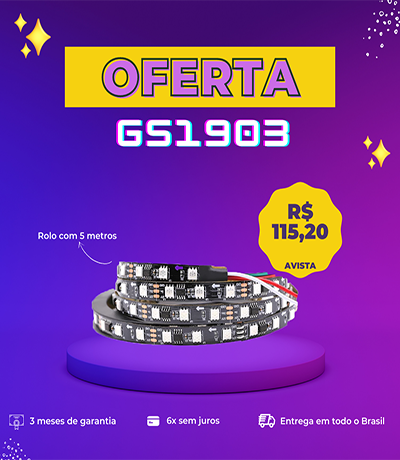 OFERTA
GS1903
Rolo com 5 metros
R$
115,20
AVISTA
3 meses de garantia
6x sem juros
Entrega em todo o Brasil